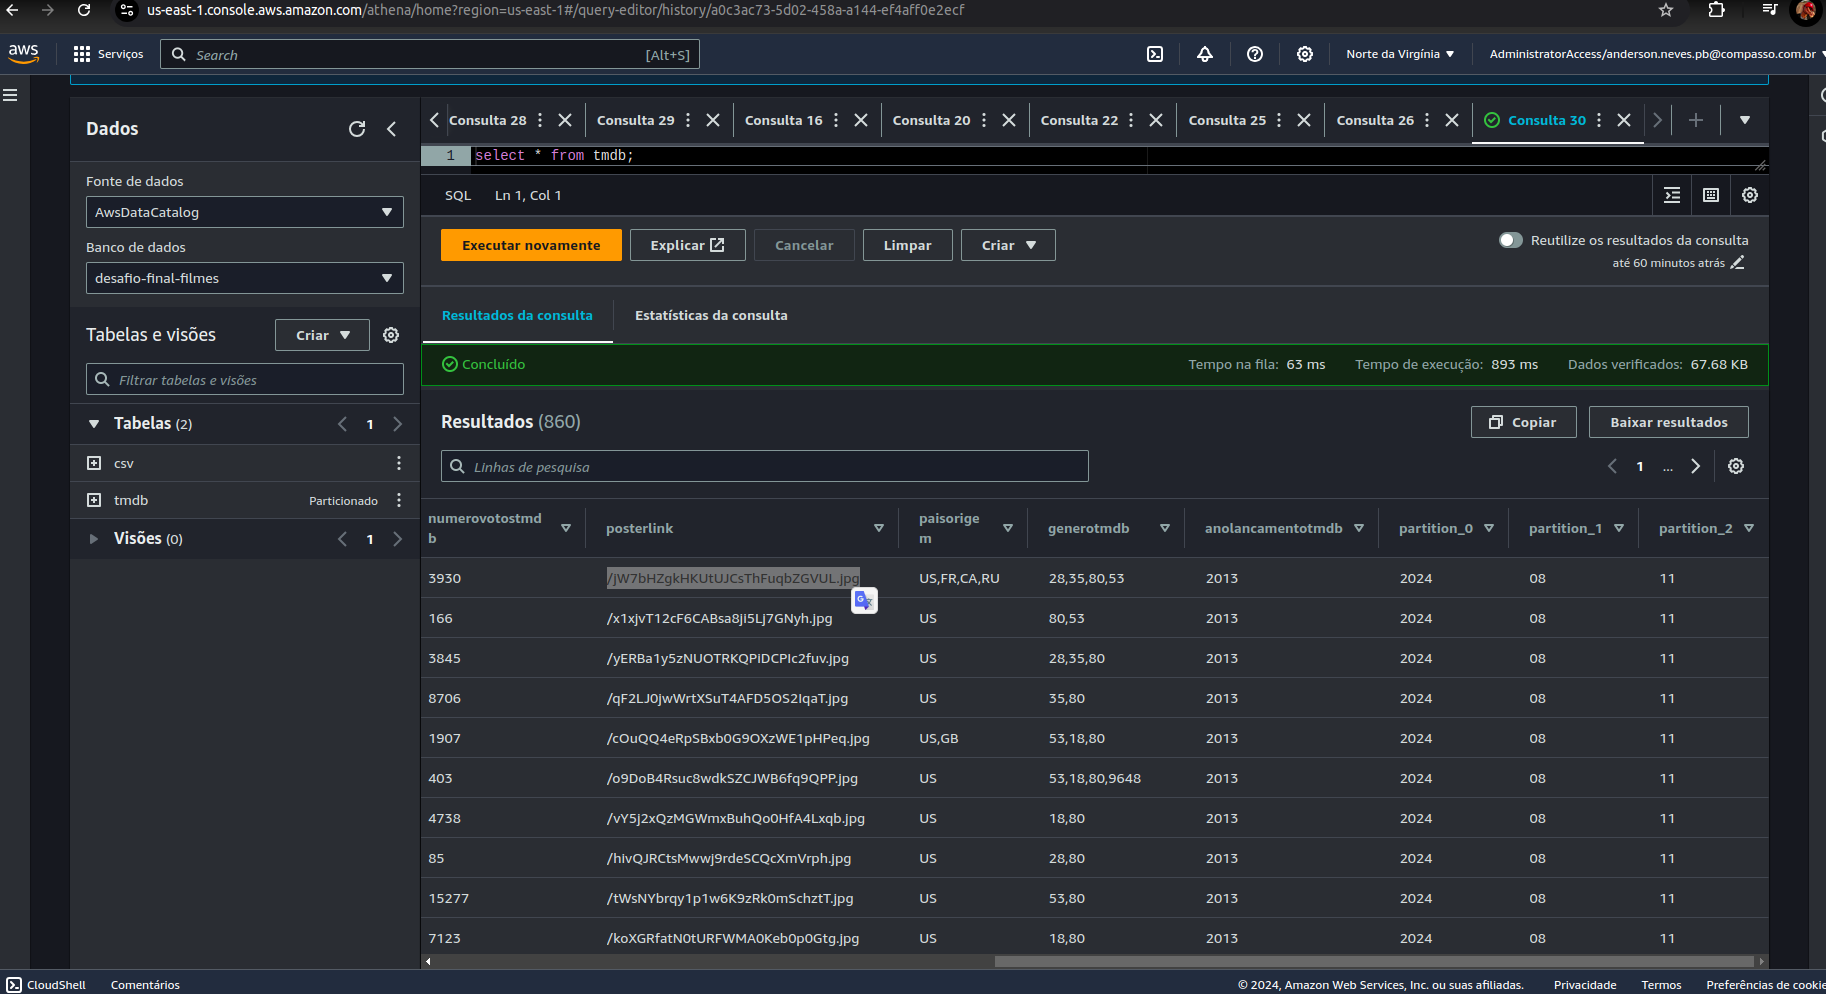 us-east-1.console.aws.amazon.com/athena/home?region=us-east-1#/query-editor/history/a0c3ac73-5d02-458a-a144-ef4aff0e2ecf
aws Serviços Search [Alt+S] Norte da Virgínia AdministratorAccess/anderson.neves.pb@compasso.com.br
Dados
Fonte de dados
AwsDataCatalog
Banco de dados
desafio-final-filmes
Tabelas e visões Criar
Filtrar tabelas e visões
Tabelas (2) 1
csv
tmdb Particionado
Visões (0) 1
Consulta 28 Consulta 29 Consulta 16 Consulta 20 Consulta 22 Consulta 25 Consulta 26 Consulta 30
1 select * from tmdb;
SQL Ln 1, Col 1
Executar novamente Explicar Cancelar Limpar Criar Reutilize os resultados da consulta
até 60 minutos atrás
Resultados da consulta Estatísticas da consulta
Concluído Tempo na fila: 63 ms Tempo de execução: 893 ms Dados verificados: 67.68 KB
Resultados (860) Copiar Baixar resultados
Linhas de pesquisa 1 ...
numerovotostmdb posterlink paisorigem generotmdb anolancamentotmdb partition_0 partition_1 partition_2
3930 /jW7bHZgkHKUtUJCsThFuqbZGVUL.jpg US,FR,CA,RU 28,35,80,53 2013 2024 08 11
166 /x1xjvT12cF6CABsa8ji5Lj7GNyh.jpg US 80,53 2013 2024 08 11
3845 /yERBa1y5zNUOTRKQPiDCPIc2fuv.jpg US 28,35,80 2013 2024 08 11
8706 /qF2LJ0jwWrtXSuT4AFD5OS2IqaT.jpg US 35,80 2013 2024 08 11
1907 /cOuQQ4eRpSBxb0G9OXzWE1pHPeq.jpg US,GB 53,18,80 2013 2024 08 11
403 /o9DoB4Rsuc8wdkSZCJWB6fq9QPP.jpg US 53,18,80,9648 2013 2024 08 11
4738 /vY5j2xQzMGWmxBuhQo0HfA4Lxqb.jpg US 18,80 2013 2024 08 11
85 /hivQJRCtsMwwj9rdeSCQcXmVrph.jpg US 28,80 2013 2024 08 11
15277 /tWsNYbrqy1p1w6K9zRk0mSchztT.jpg US 53,80 2013 2024 08 11
7123 /koXGRfatN0tURFWMA0Keb0p0Gtg.jpg US 18,80 2013 2024 08 11
CloudShell Comentários © 2024, Amazon Web Services, Inc. ou suas afiliadas. Privacidade Termos Preferências de cookie